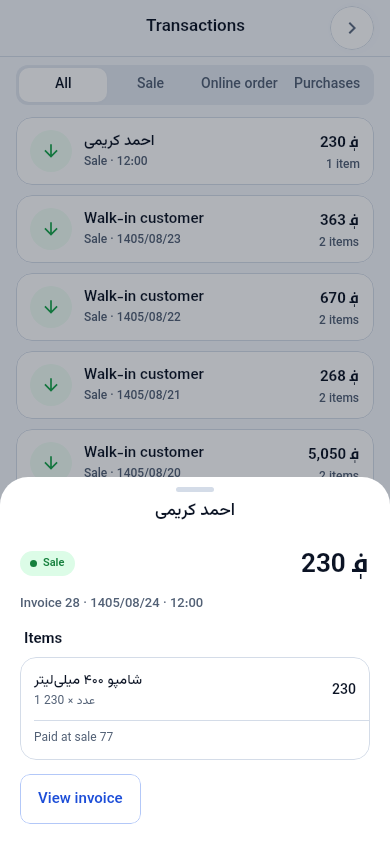 Transactions
All
Sale
Online order
Purchases
احمد کریمی
230 ؋
Sale · 12:00
1 item
Walk-in customer
363 ؋
Sale · 1405/08/23
2 items
Walk-in customer
670 ؋
Sale · 1405/08/22
2 items
Walk-in customer
268 ؋
Sale · 1405/08/21
2 items
Walk-in customer
5,050 ؋
Sale · 1405/08/20
2 items
احمد کریمی
Sale
230 ؋
Invoice 28 · 1405/08/24 · 12:00
Items
شامپو ۴۰۰ میلی‌لیتر
230
1 عدد × 230
Paid at sale 77
View invoice